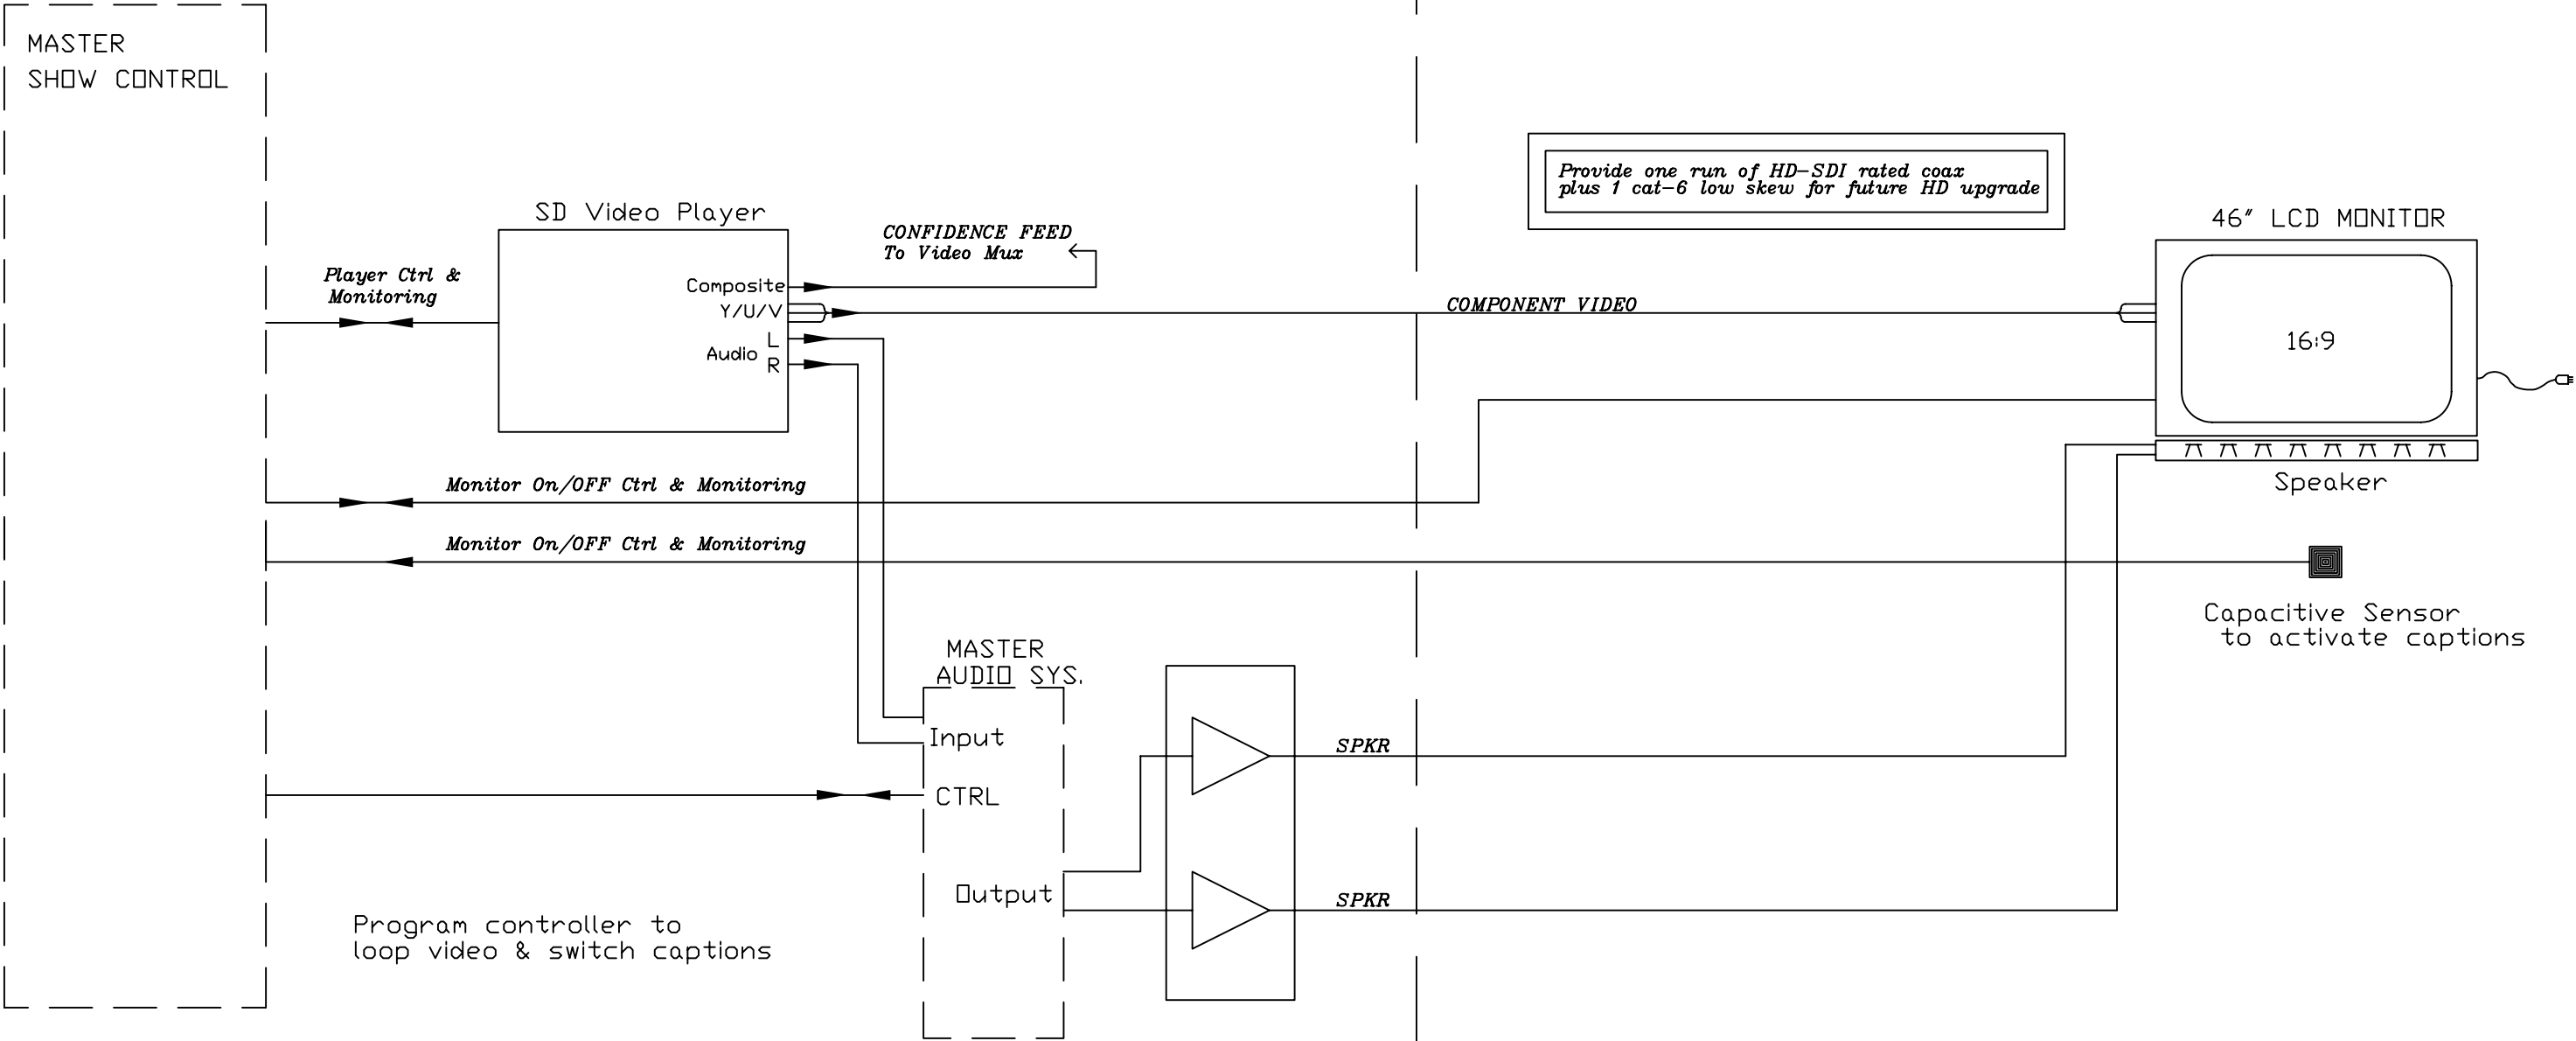 MASTER
SHOW CONTROL
SD Video Player
Player Ctrl &
Monitoring
Composite
Y/U/V
L
Audio
R
CONFIDENCE FEED
To Video Mux
COMPONENT VIDEO
Provide one run of HD-SDI rated coax
plus 1 cat-6 low skew for future HD upgrade
46" LCD MONITOR
16:9
Speaker
Monitor On/OFF Ctrl & Monitoring
Monitor On/OFF Ctrl & Monitoring
Capacitive Sensor
to activate captions
MASTER
AUDIO SYS.
Input
CTRL
Output
SPKR
SPKR
Program controller to
loop video & switch captions